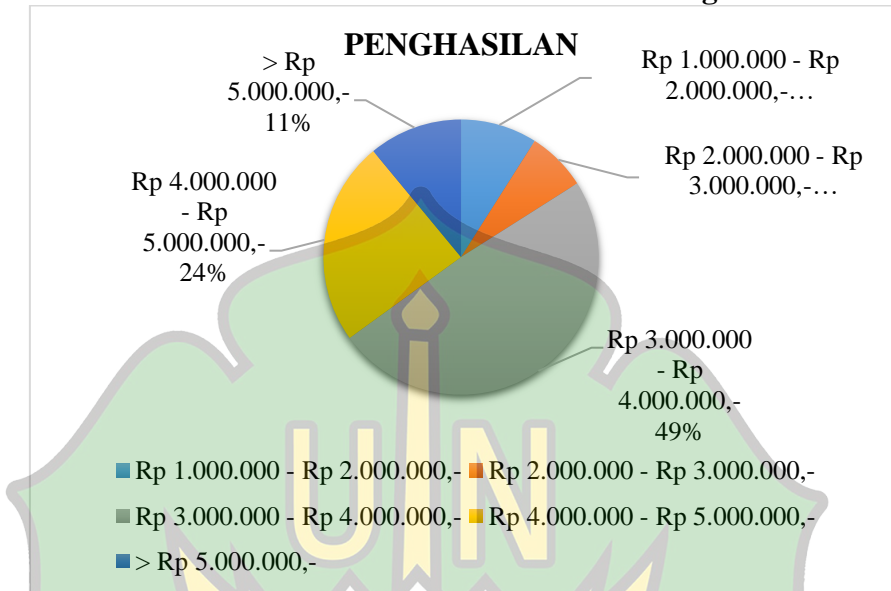 PENGHASILAN
> Rp
5.000.000,-
11%
Rp 1.000.000 - Rp
2.000.000,-…
Rp 2.000.000 - Rp
3.000.000,-…
Rp 4.000.000
- Rp
5.000.000,-
24%
Rp 3.000.000
- Rp
4.000.000,-
49%
Rp 1.000.000 - Rp 2.000.000,- Rp 2.000.000 - Rp 3.000.000,-
Rp 3.000.000 - Rp 4.000.000,- Rp 4.000.000 - Rp 5.000.000,-
> Rp 5.000.000,-
UIN